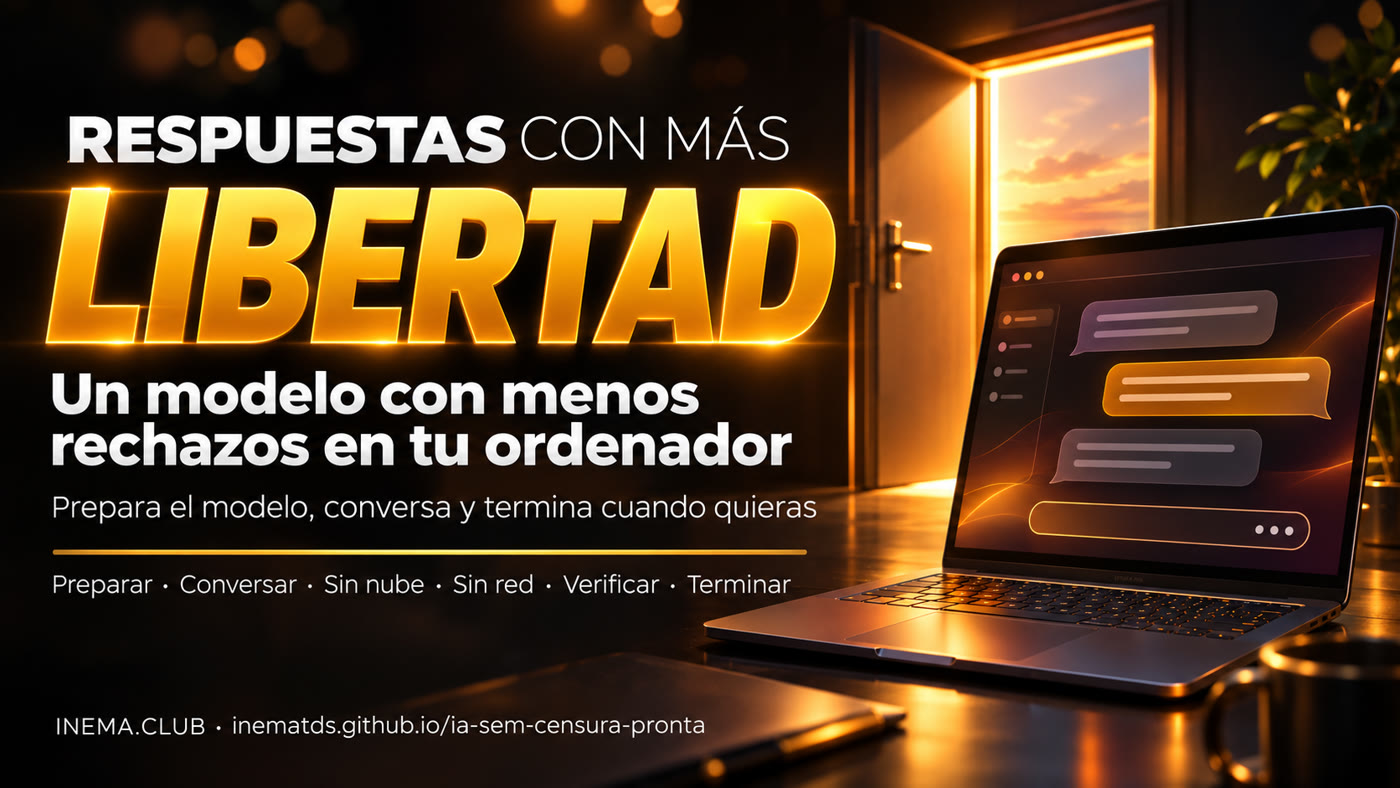 RESPUESTAS CON MÁS
LIBERTAD
Un modelo con menos
rechazos en tu ordenador
Prepara el modelo, conversa y termina cuando quieras
Preparar · Conversar · Sin nube · Sin red · Verificar · Terminar
INEMA.CLUB · inematds.github.io/ia-sem-censura-pronta